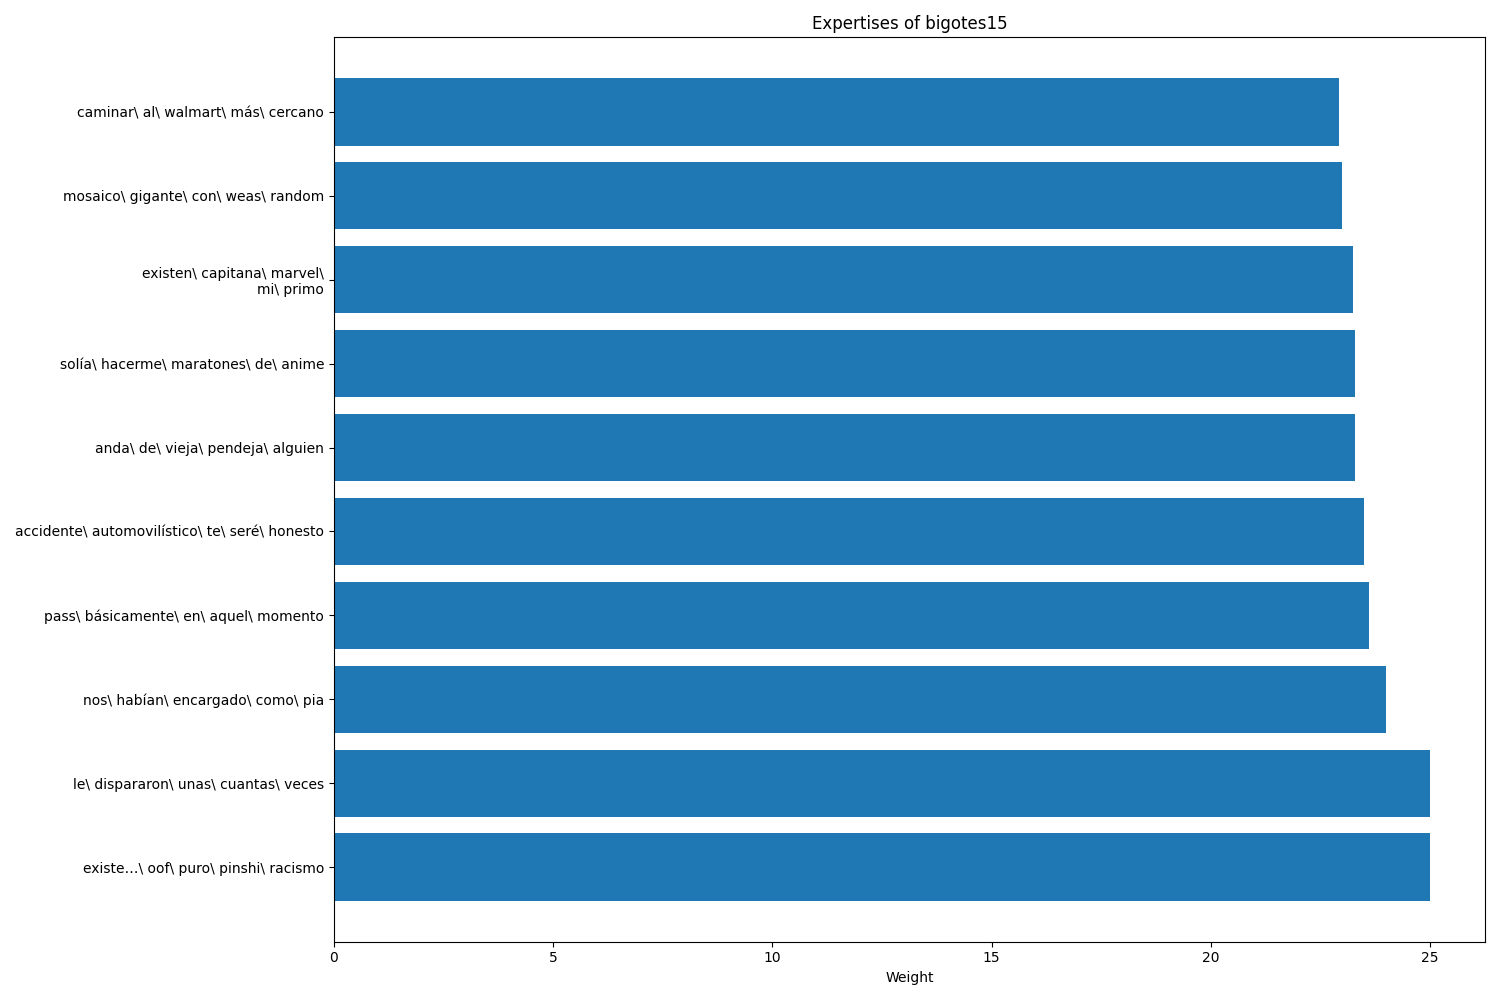 Expertises of bigotes15
caminar\ al\ walmart\ más\ cercano
mosaico\ gigante\ con\ weas\ random
existen\ capitana\ marvel\
mi\ primo
solía\ hacerme\ maratones\ de\ anime
anda\ de\ vieja\ pendeja\ alguien
accidente\ automovilístico\ te\ seré\ honesto
pass\ básicamente\ en\ aquel\ momento
nos\ habían\ encargado\ como\ pia
le\ dispararon\ unas\ cuantas\ veces
existe...\ oof\ puro\ pinshi\ racismo
0 5 10 15 20 25
Weight